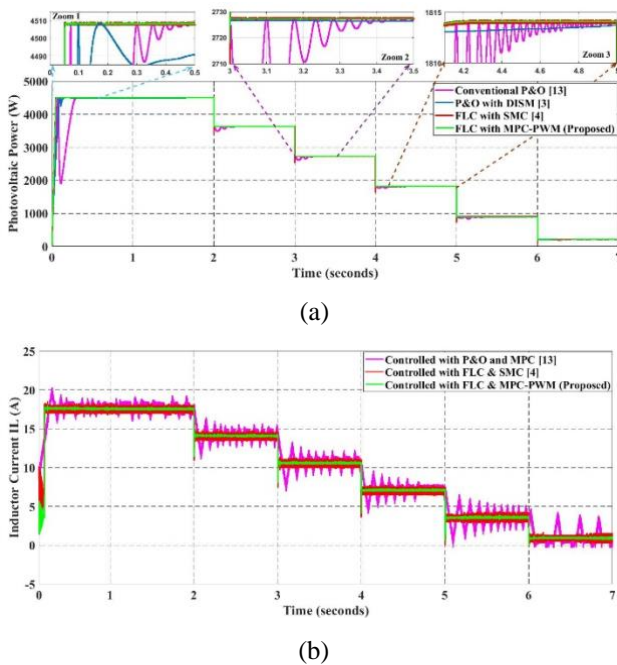 Zoom 1
4510
4500
4490
0. 0.1 0.2 0.3 0.4 0.5
2730
2720
2710
Zoom 2
3.0 3.1 3.2 3.3 3.4 3.5
1815
1810
Zoom 3
4.2 4.4 4.6 4.8
Photovoltaic Power (W)
5000
4000
3000
2000
1000
0
Conventional P&O [13]
P&O with DISM [3]
FLC with SMC [4]
FLC with MPC-PWM (Proposed)
0 1 2 3 4 5 6 7
Time (seconds)
(a)
Inductor Current IL (A)
25
20
15
10
5
0
-5
Controlled with P&O and MPC [13]
Controlled with FLC & SMC [4]
Controlled with FLC & MPC-PWM (Proposed)
0 1 2 3 4 5 6 7
Time (seconds)
(b)